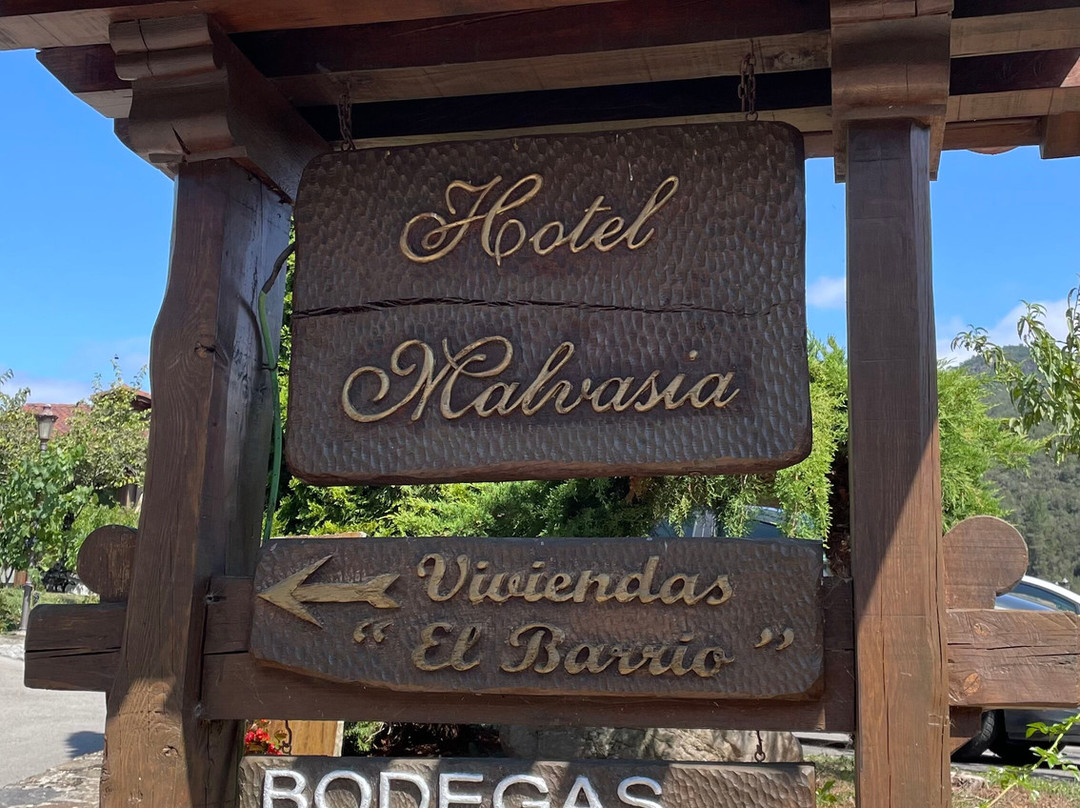 Hotel
Malvasia
Viviendas
"El Barrio"
BODEGAS